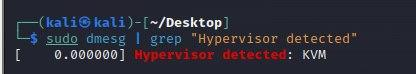 ┌──(kali㉿kali)-[~/Desktop]
└─$ sudo dmesg | grep "Hypervisor detected"
[    0.000000] Hypervisor detected: KVM